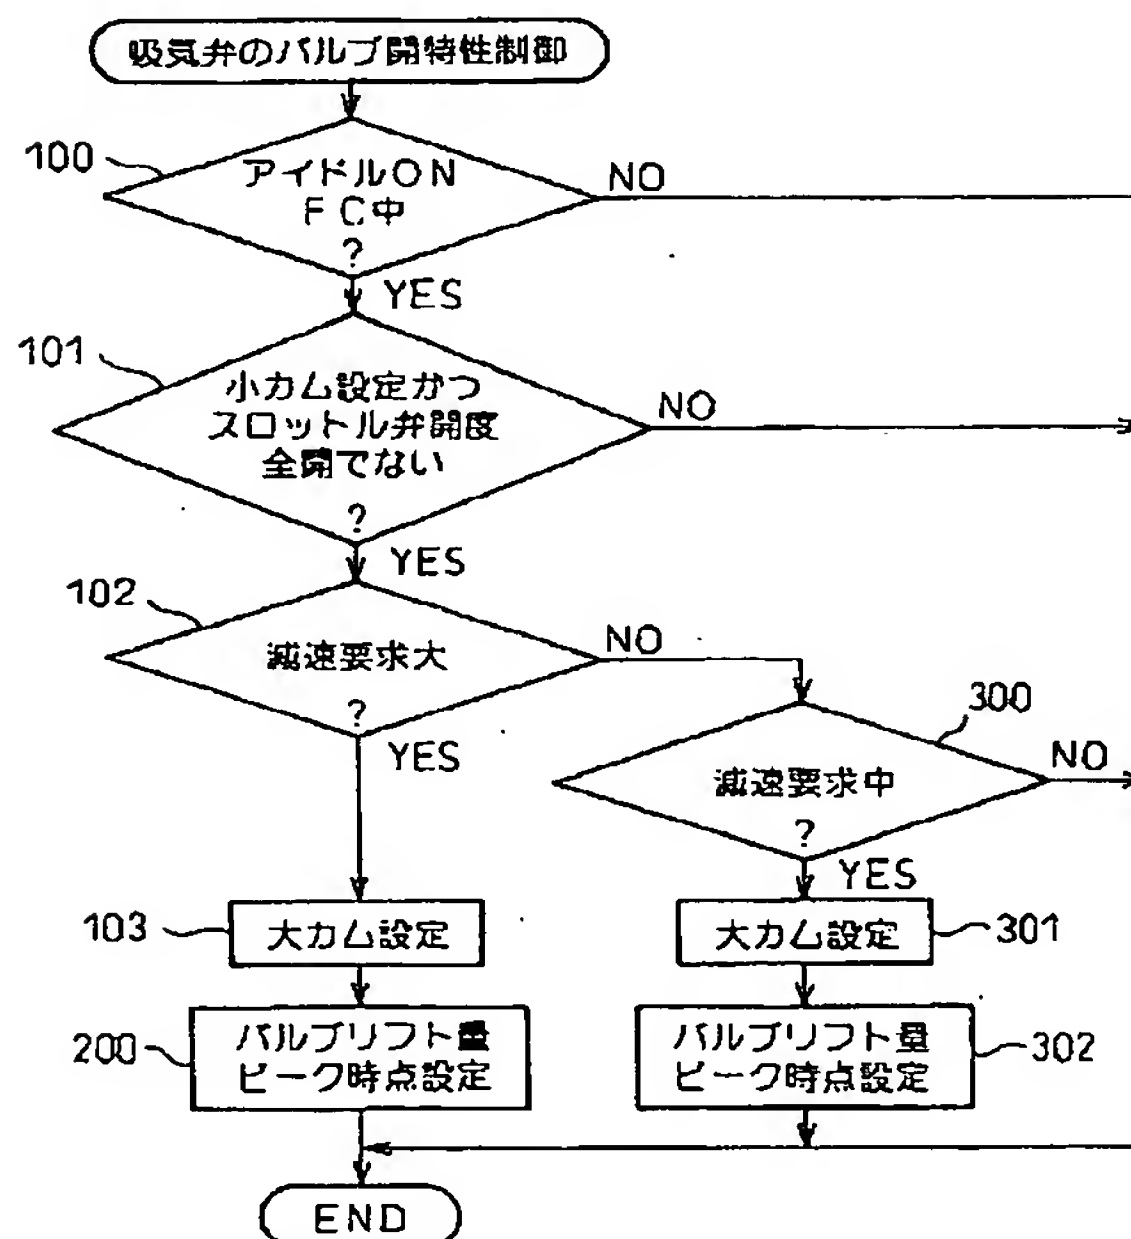 吸気弁のバルブ開特性制御
100
アイドルON
FC中
?
NO
YES
101
小カム設定かつ
スロットル弁開度
全開でない
?
NO
YES
102
減速要求大
?
NO
YES
300
減速要求中
?
NO
YES
103
大カム設定
大カム設定
301
200
バルブリフト量
ピーク時点設定
バルブリフト量
ピーク時点設定
302
END